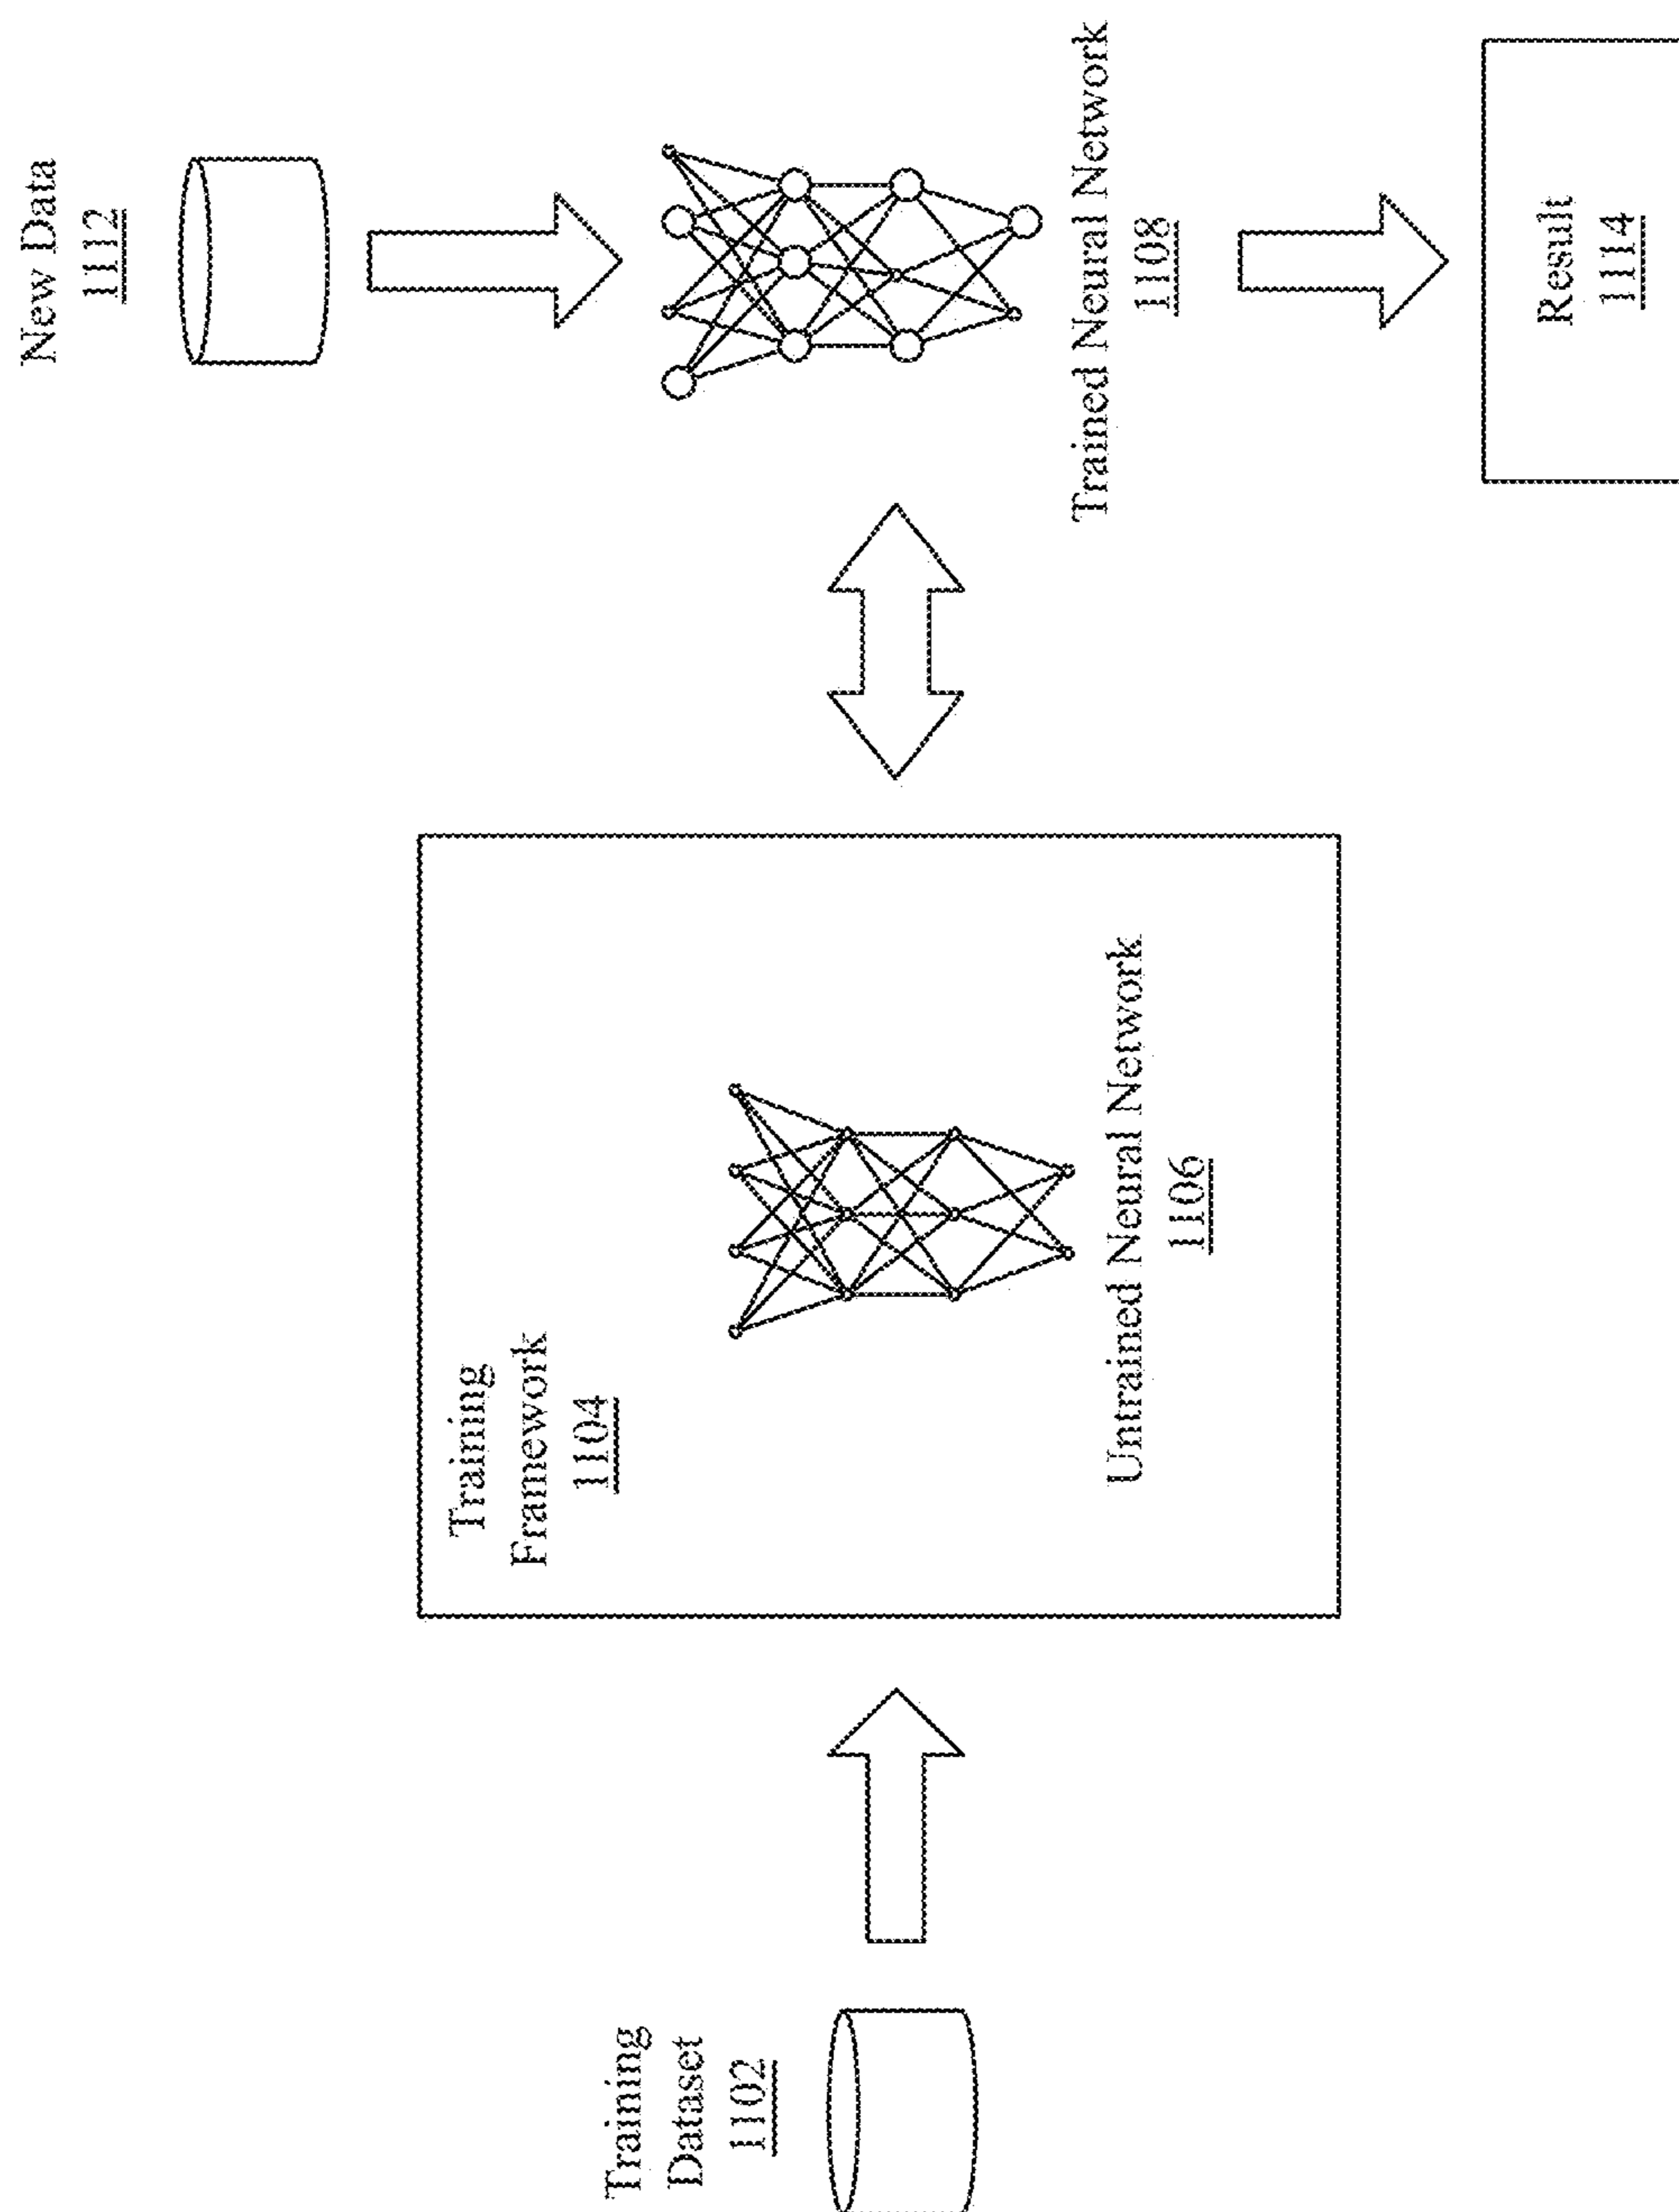 Training
Dataset
1102
Training
Framework
1104
Untrained Neural Network
1106
New Data
1112
Trained Neural Network
1108
Result
1114